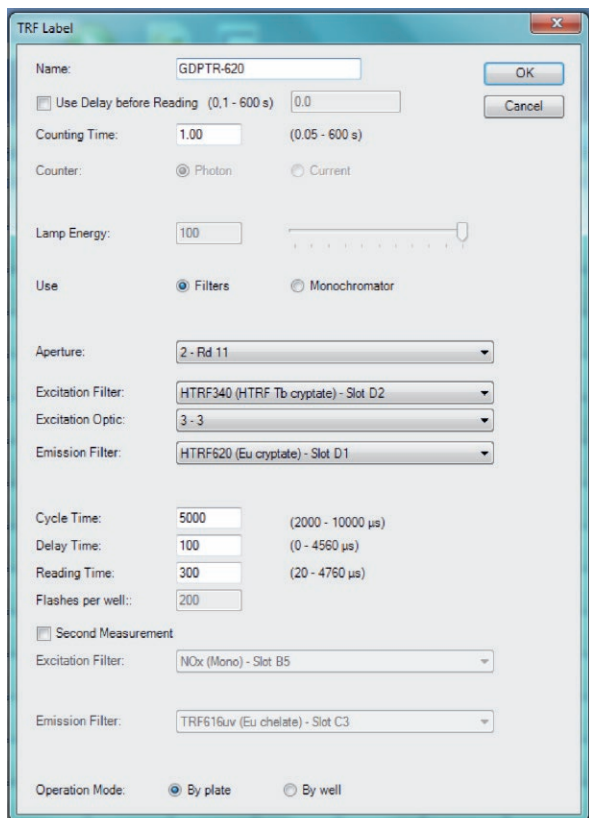 TRF Label
Name: GDPTR-620 OK
Use Delay before Reading (0,1 - 600 s) 0.0 Cancel
Counting Time: 1.00 (0.05 - 600 s)
Counter: Photon Current
Lamp Energy: 100
Use Filters Monochromator
Aperture: 2 - Rd 11
Excitation Filter: HTRF340 (HTRF Tb cryptate) - Slot D2
Excitation Optic: 3 - 3
Emission Filter: HTRF620 (Eu cryptate) - Slot D1
Cycle Time: 5000 (2000 - 10000 µs)
Delay Time: 100 (0 - 4560 µs)
Reading Time: 300 (20 - 4760 µs)
Flashes per well:: 200
Second Measurement
Excitation Filter: NOx (Mono) - Slot B5
Emission Filter: TRF616uv (Eu chelate) - Slot C3
Operation Mode: By plate By well